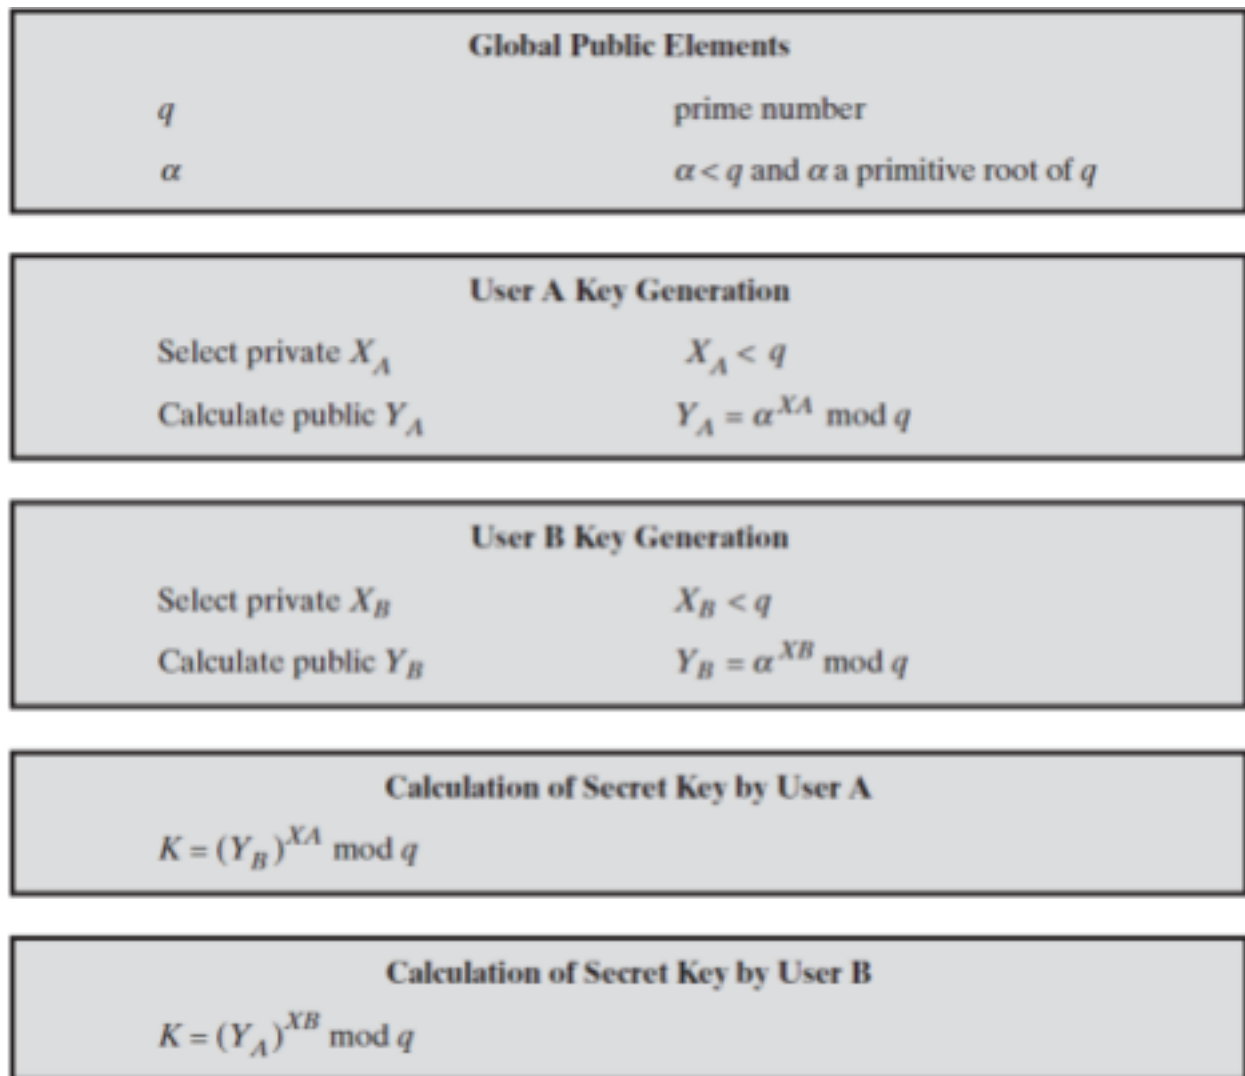 Global Public Elements
q prime number
α α < q and α a primitive root of q
User A Key Generation
Select private X_A X_A < q
Calculate public Y_A Y_A = α^XA mod q
User B Key Generation
Select private X_B X_B < q
Calculate public Y_B Y_B = α^XB mod q
Calculation of Secret Key by User A
K = (Y_B)^XA mod q
Calculation of Secret Key by User B
K = (Y_A)^XB mod q